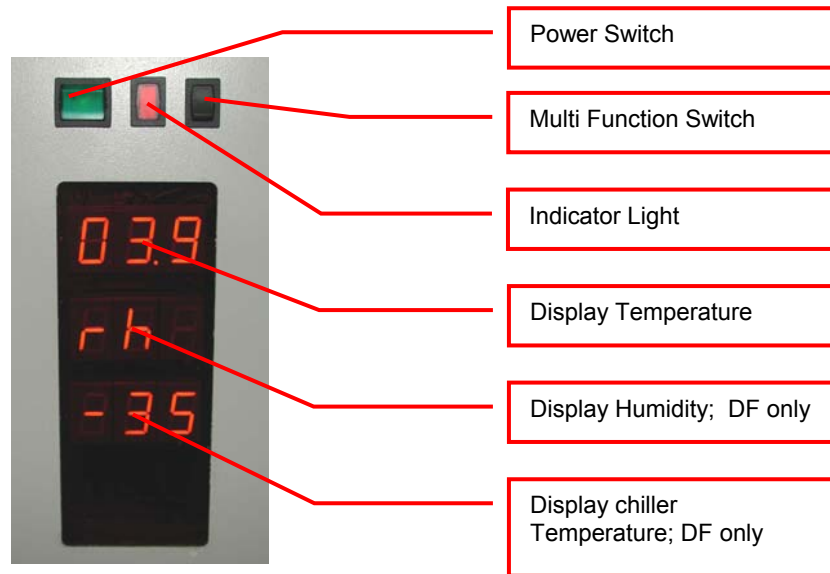 Power Switch
Multi Function Switch
Indicator Light
03.9
Display Temperature
rh
Display Humidity; DF only
-35
Display chiller
Temperature; DF only